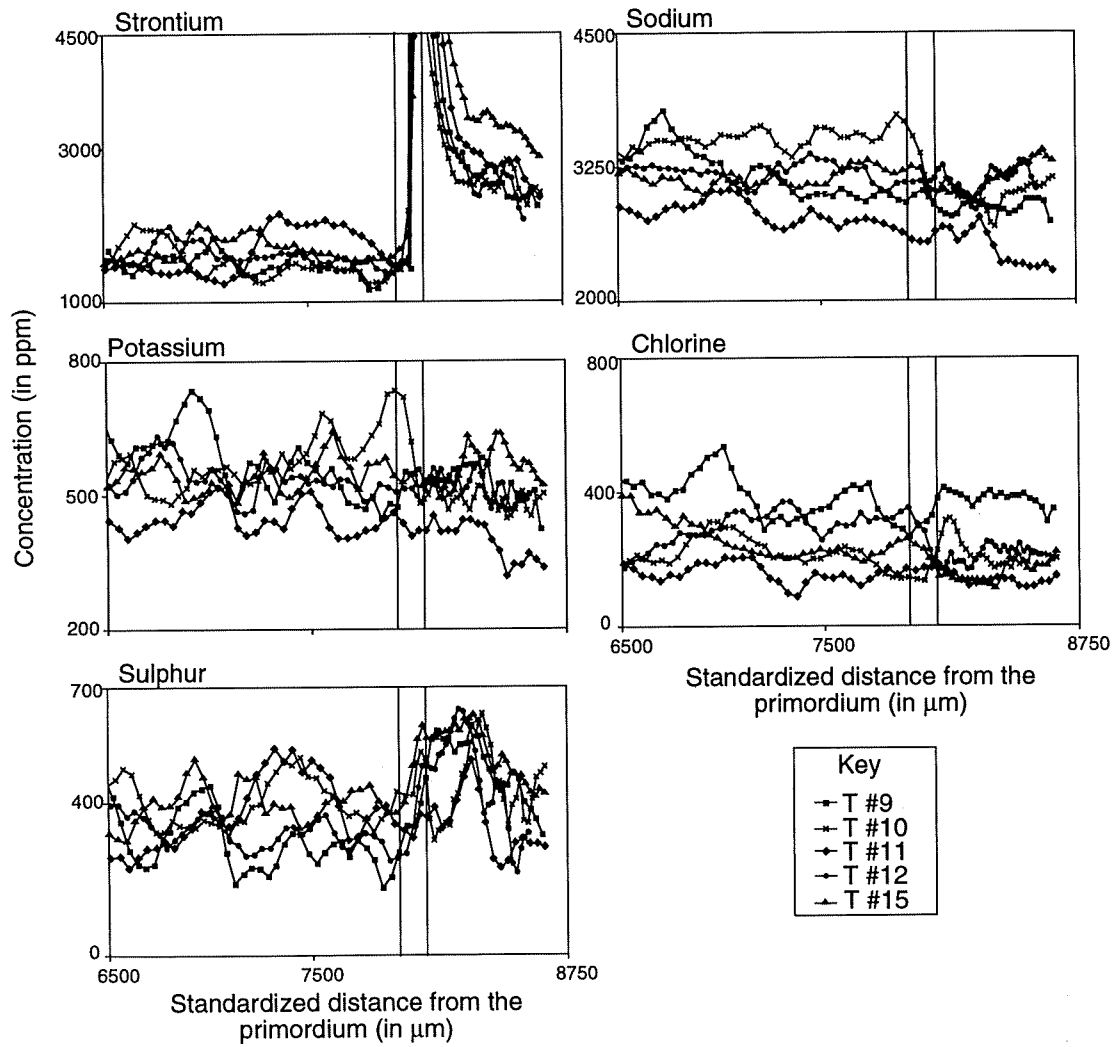 Strontium
4500
3000
1000
Sodium
4500
3250
2000
7500
8750
Concentration (in ppm)
Potassium
800
500
200
Chlorine
800
400
0
6500
7500
8750
Standardized distance from the
primordium (in μm)
Sulphur
700
400
0
6500
7500
8750
Standardized distance from the
primordium (in μm)
Key
T #9
T #10
T #11
T #12
T #15